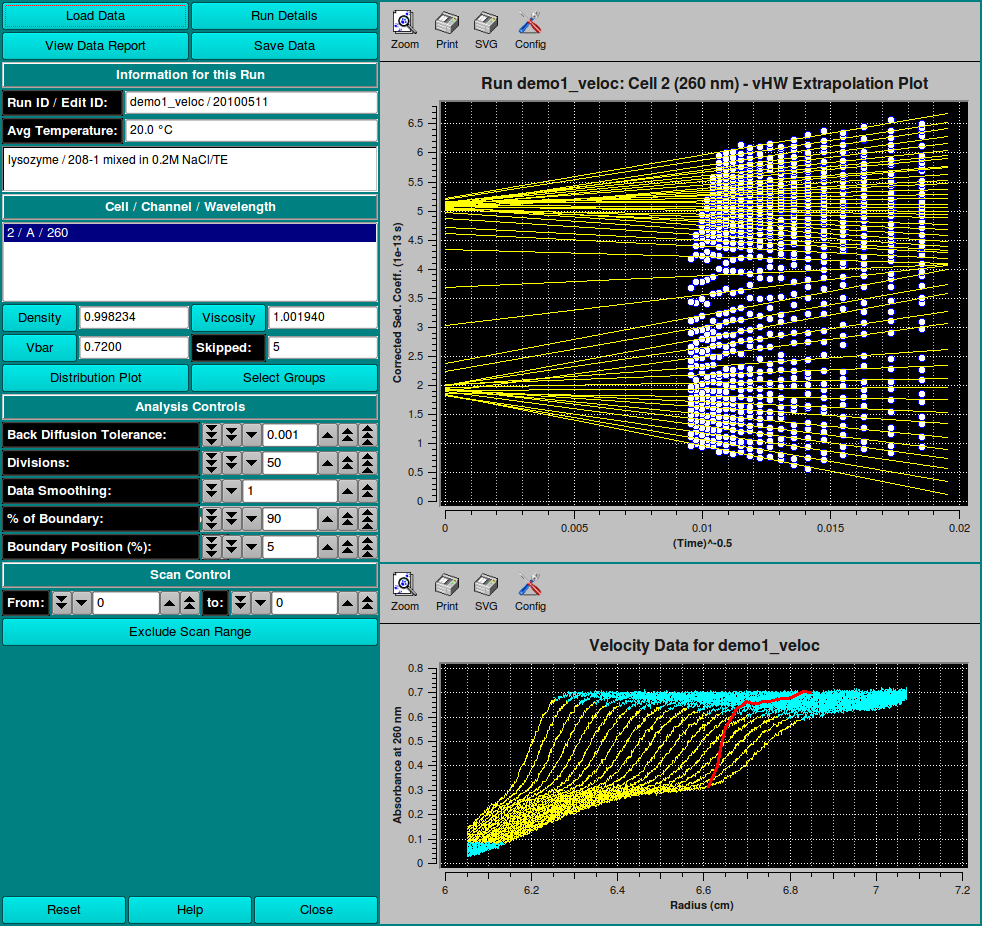 Load Data
Run Details
View Data Report
Save Data
Information for this Run
Run ID / Edit ID:
demo1_veloc / 20100511
Avg Temperature:
20.0 °C
lysozyme / 208-1 mixed in 0.2M NaCl/TE
Cell / Channel / Wavelength
2 / A / 260
Density
0.998234
Viscosity
1.001940
Vbar
0.7200
Skipped:
5
Distribution Plot
Select Groups
Analysis Controls
Back Diffusion Tolerance:
0.001
Divisions:
50
Data Smoothing:
1
% of Boundary:
90
Boundary Position (%):
5
Scan Control
From:
0
to:
0
Exclude Scan Range
Reset
Help
Close
Zoom
Print
SVG
Config
Run demo1_veloc: Cell 2 (260 nm) - vHW Extrapolation Plot
Corrected Sed. Coeff. (1e-13 s)
6.5
6
5.5
5
4.5
4
3.5
3
2.5
2
1.5
1
0.5
0
0
0.005
0.01
0.015
0.02
(Time)^-0.5
Zoom
Print
SVG
Config
Velocity Data for demo1_veloc
Absorbance at 260 nm
0.8
0.7
0.6
0.5
0.4
0.3
0.2
0.1
0
6
6.2
6.4
6.6
6.8
7
7.2
Radius (cm)